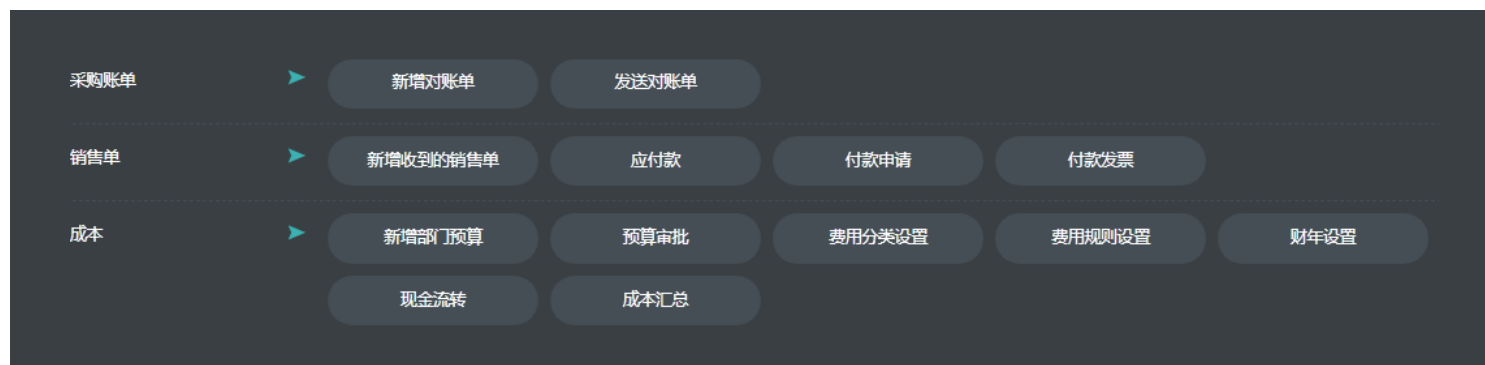 采购账单 新增对账单 发送对账单
销售单 新增收到的销售单 应付款 付款申请 付款发票
成本 新增部门预算 预算审批 费用分类设置 费用规则设置 财年设置
现金流转 成本汇总